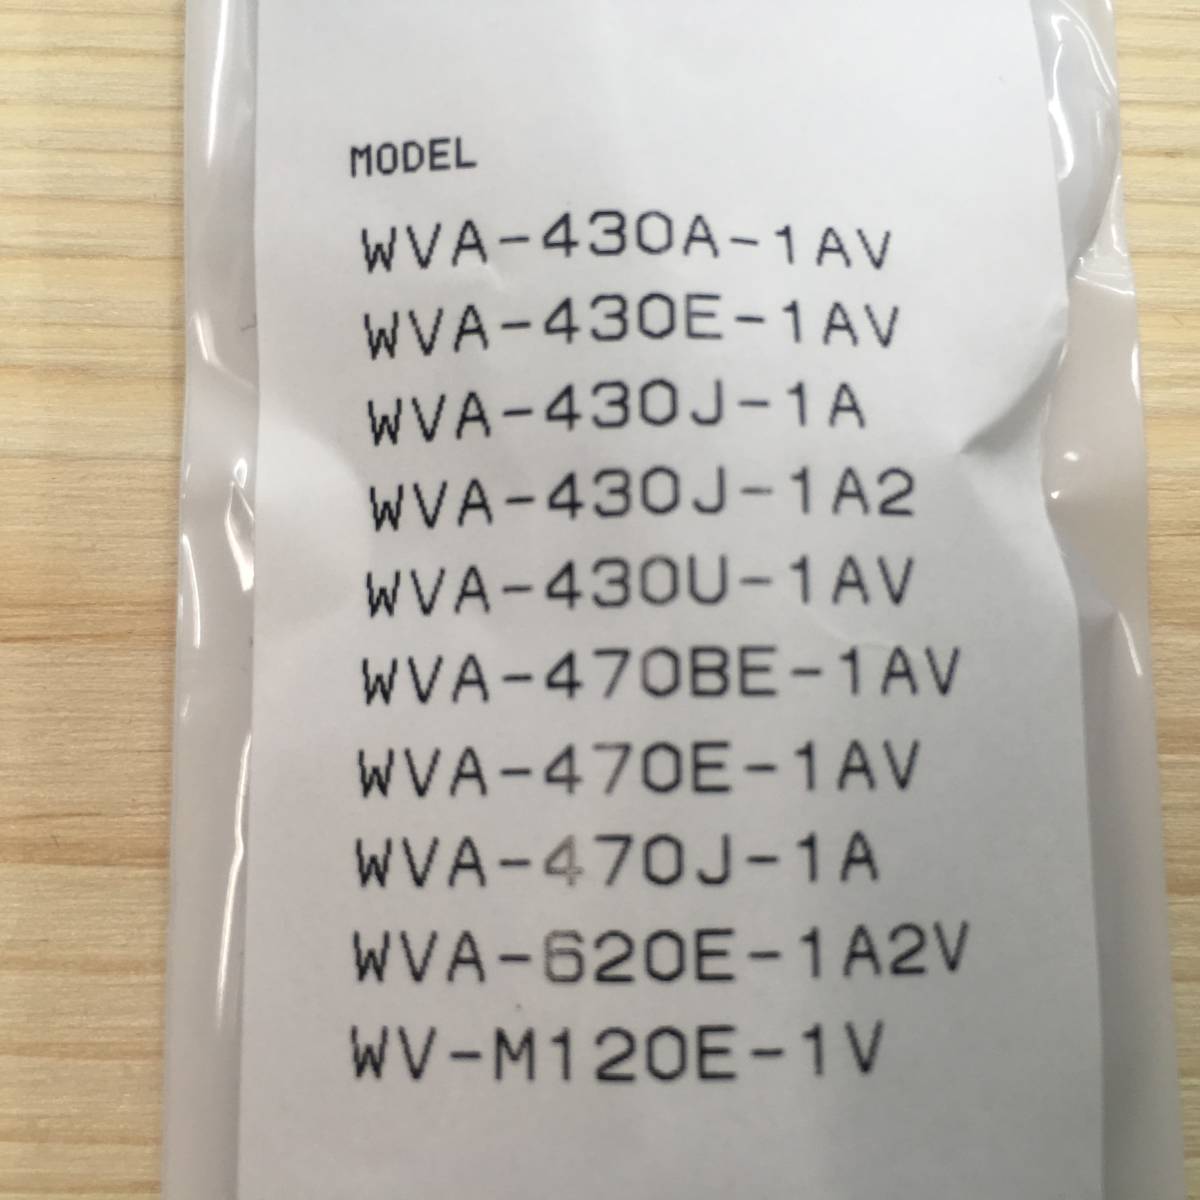 MODEL
WVA-430A-1AV
WVA-430E-1AV
WVA-430J-1A
WVA-430J-1A2
WVA-430U-1AV
WVA-470BE-1AV
WVA-470E-1AV
WVA-470J-1A
WVA-620E-1A2V
WV-M120E-1V